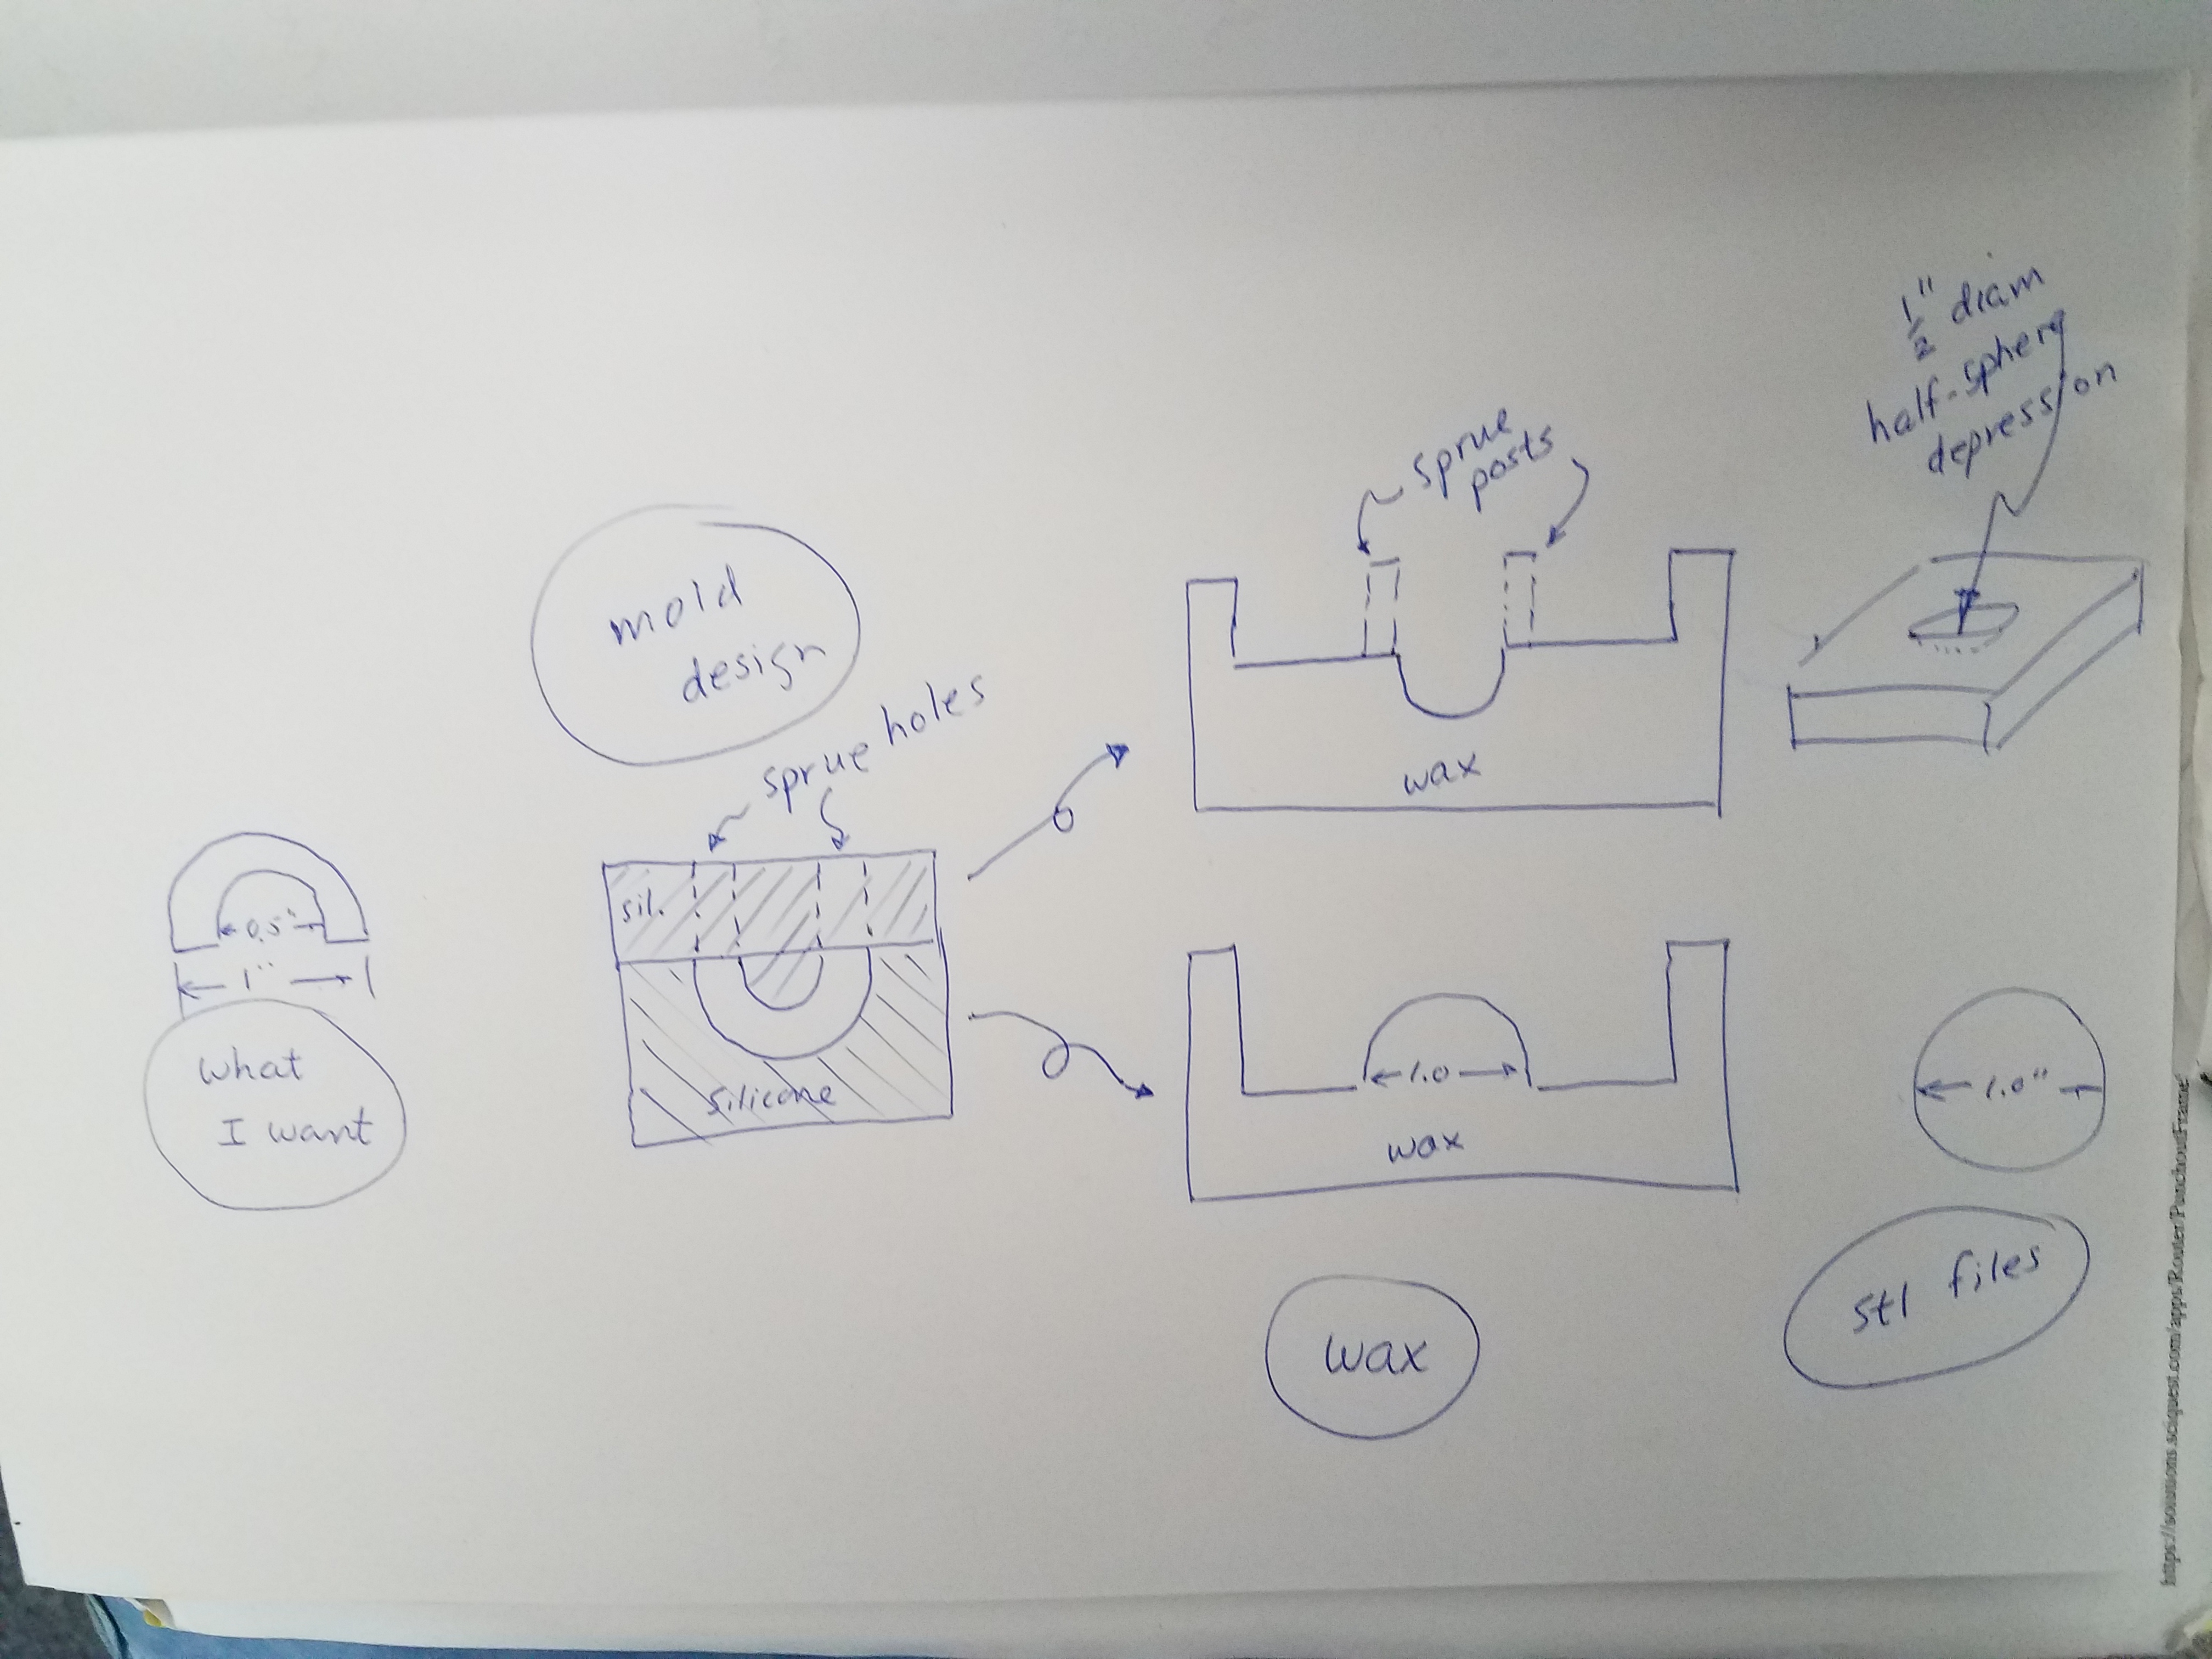 0.5"
1"
What
I want
mold
design
sprue holes
sil.
silicone
sprue
posts
wax
1.0
wax
wax
1/2" diam
half-sphere
depression
1.0"
stl files
https://solutions.sciquest.com/apps/Router/PunchoutFrame